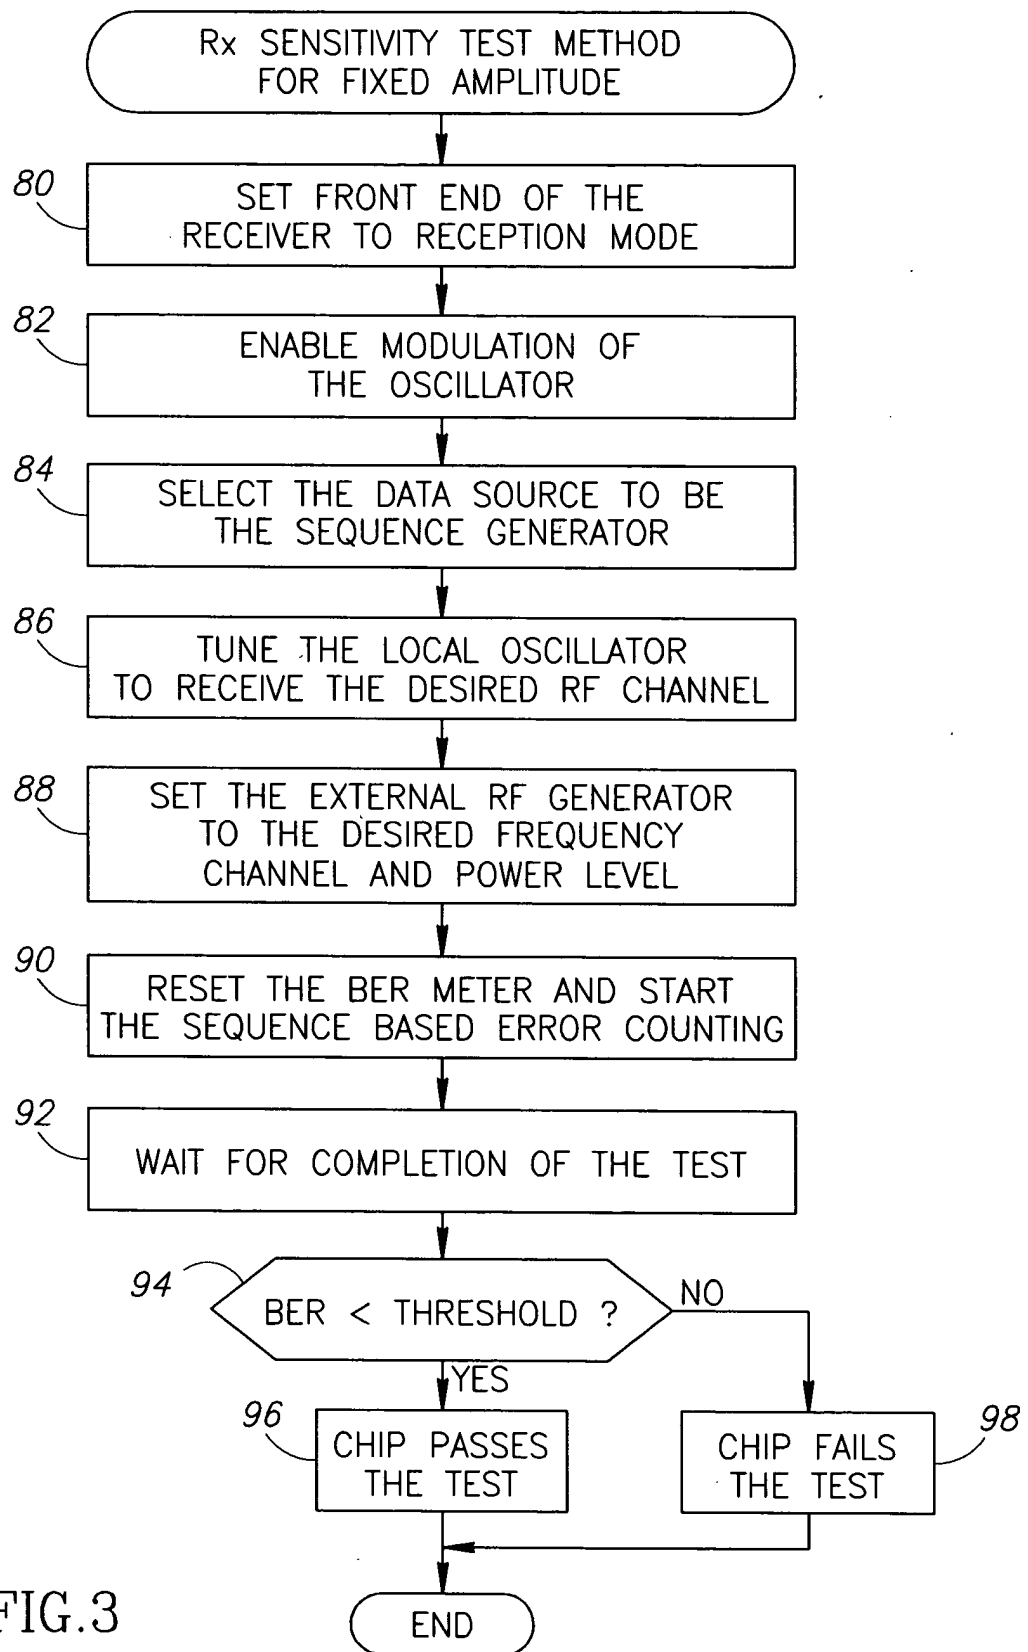 Rx SENSITIVITY TEST METHOD
FOR FIXED AMPLITUDE
80
SET FRONT END OF THE
RECEIVER TO RECEPTION MODE
82
ENABLE MODULATION OF
THE OSCILLATOR
84
SELECT THE DATA SOURCE TO BE
THE SEQUENCE GENERATOR
86
TUNE THE LOCAL OSCILLATOR
TO RECEIVE THE DESIRED RF CHANNEL
88
SET THE EXTERNAL RF GENERATOR
TO THE DESIRED FREQUENCY
CHANNEL AND POWER LEVEL
90
RESET THE BER METER AND START
THE SEQUENCE BASED ERROR COUNTING
92
WAIT FOR COMPLETION OF THE TEST
94
BER < THRESHOLD ?
NO
YES
96
CHIP PASSES
THE TEST
98
CHIP FAILS
THE TEST
END
FIG.3